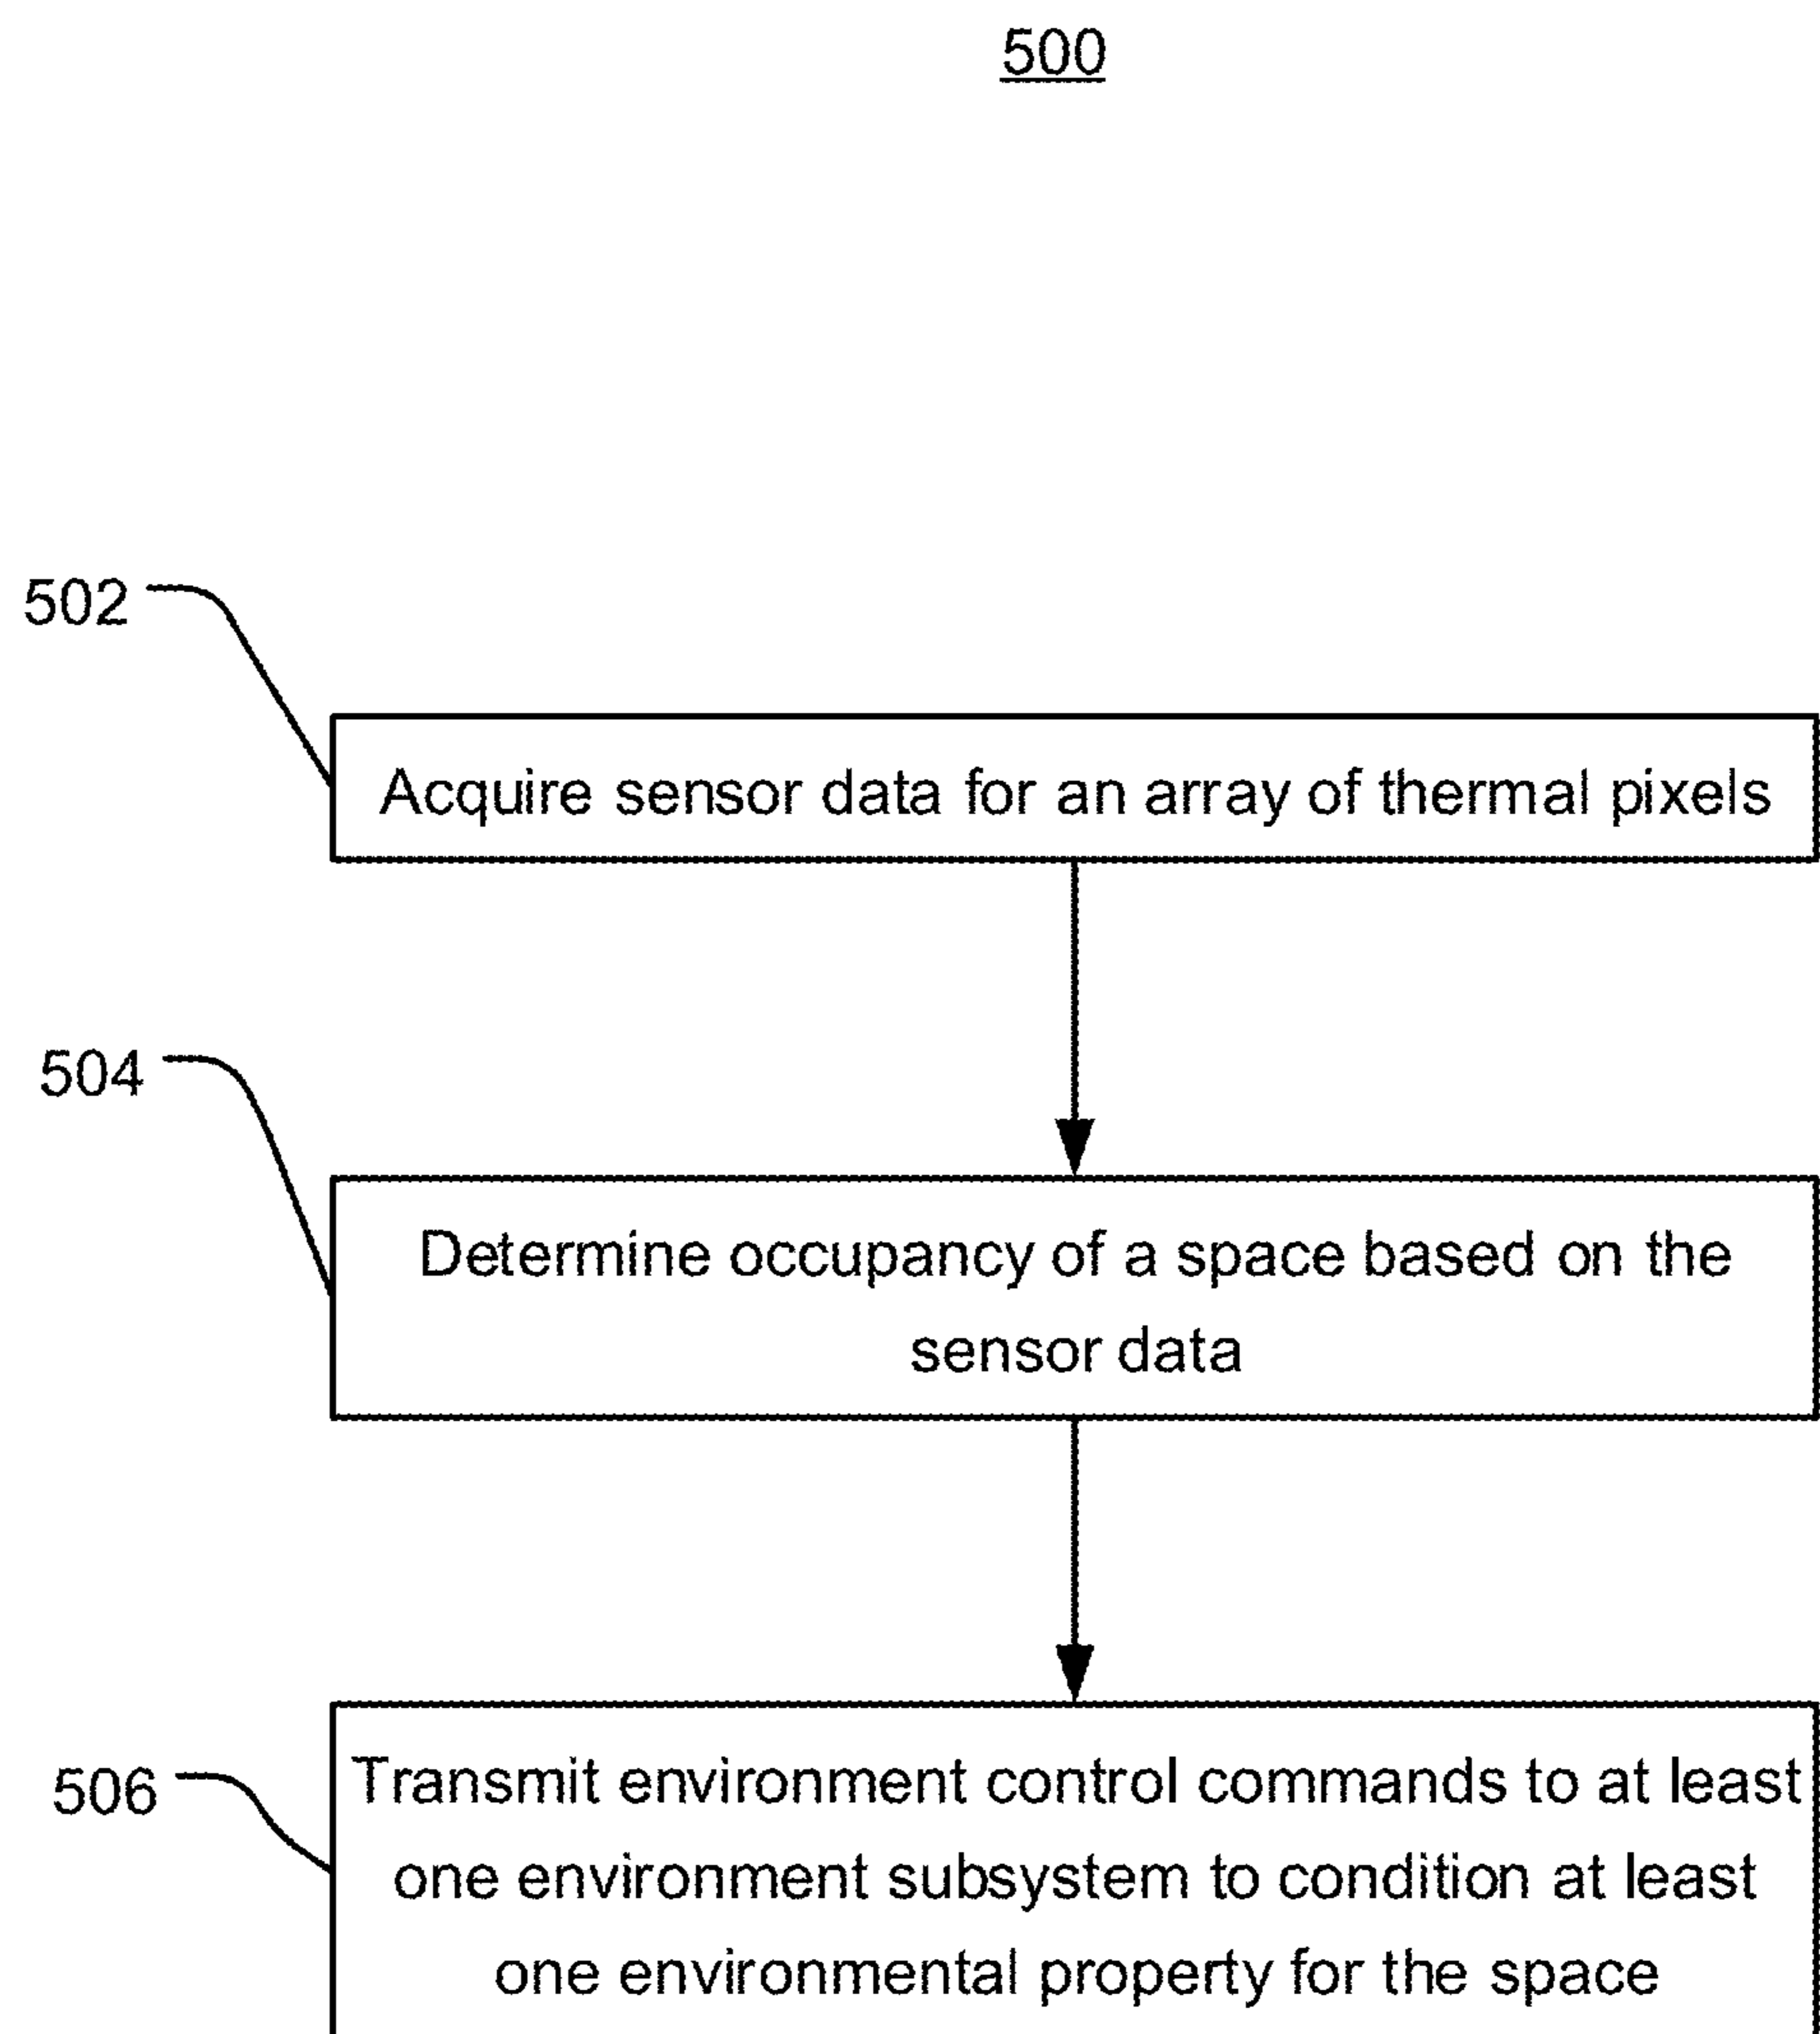 500
502
Acquire sensor data for an array of thermal pixels
504
Determine occupancy of a space based on the
sensor data
506
Transmit environment control commands to at least
one environment subsystem to condition at least
one environmental property for the space